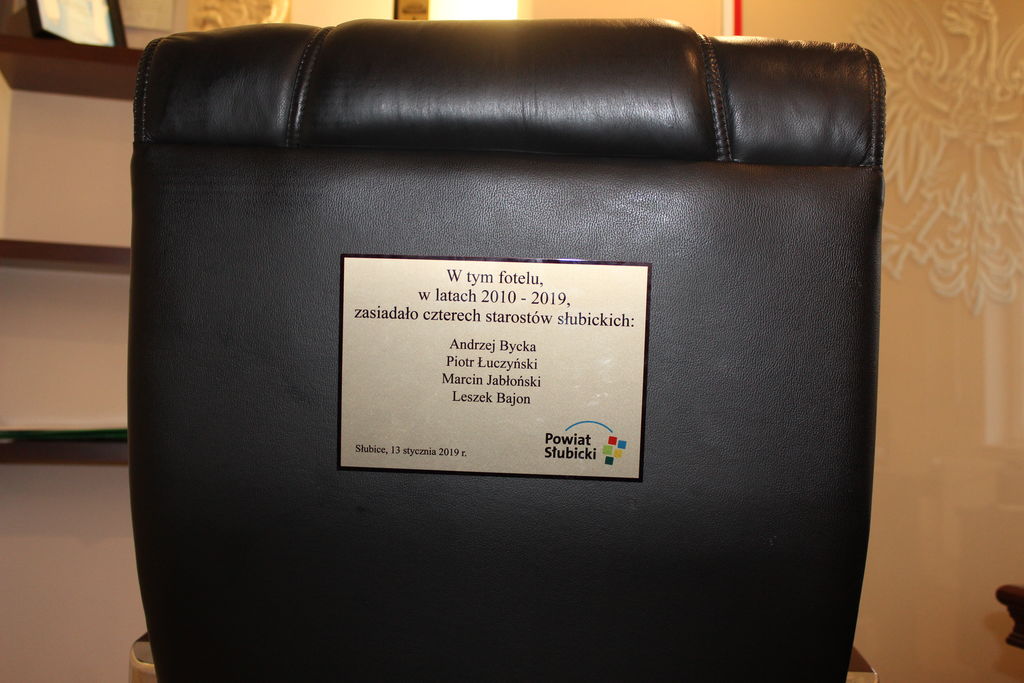 W tym fotelu,
w latach 2010 - 2019,
zasiadało czterech starostów słubickich:
Andrzej Bycka
Piotr Łuczyński
Marcin Jabłoński
Leszek Bajon
Słubice, 13 stycznia 2019 r.
Powiat
Słubicki